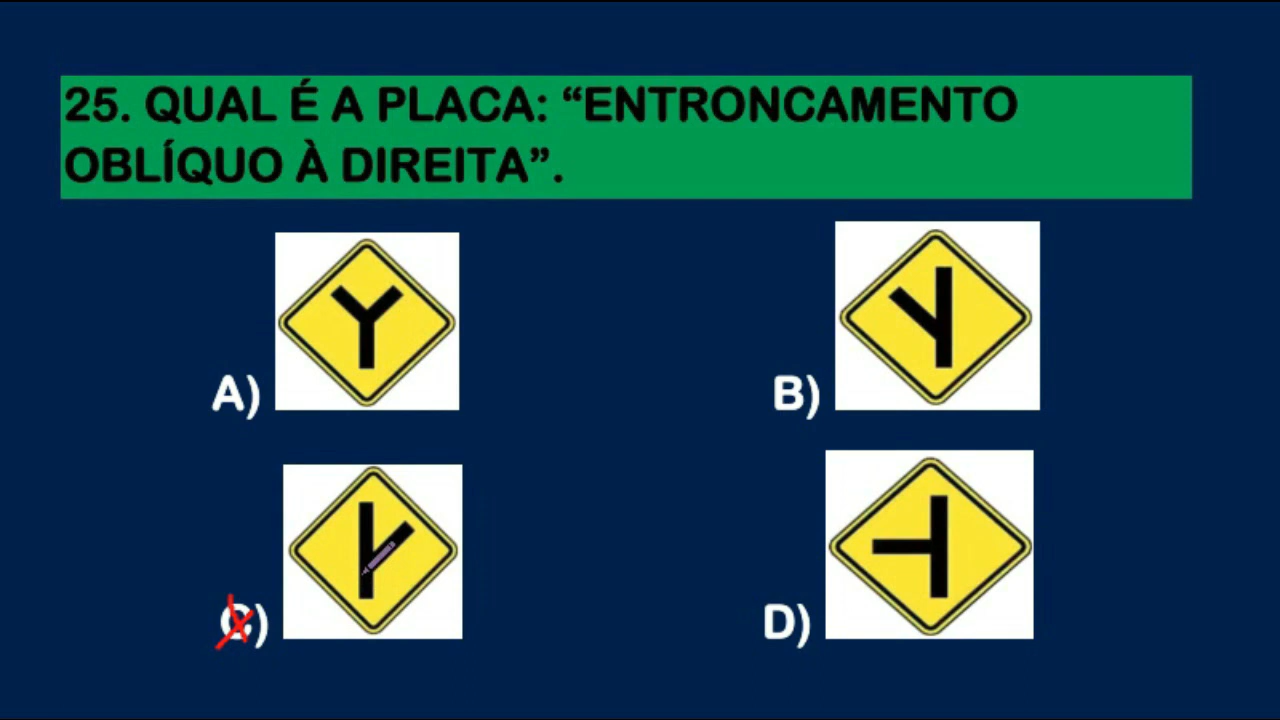 25. QUAL É A PLACA: “ENTRONCAMENTO
OBLÍQUO À DIREITA”.
A)
B)
C)
D)